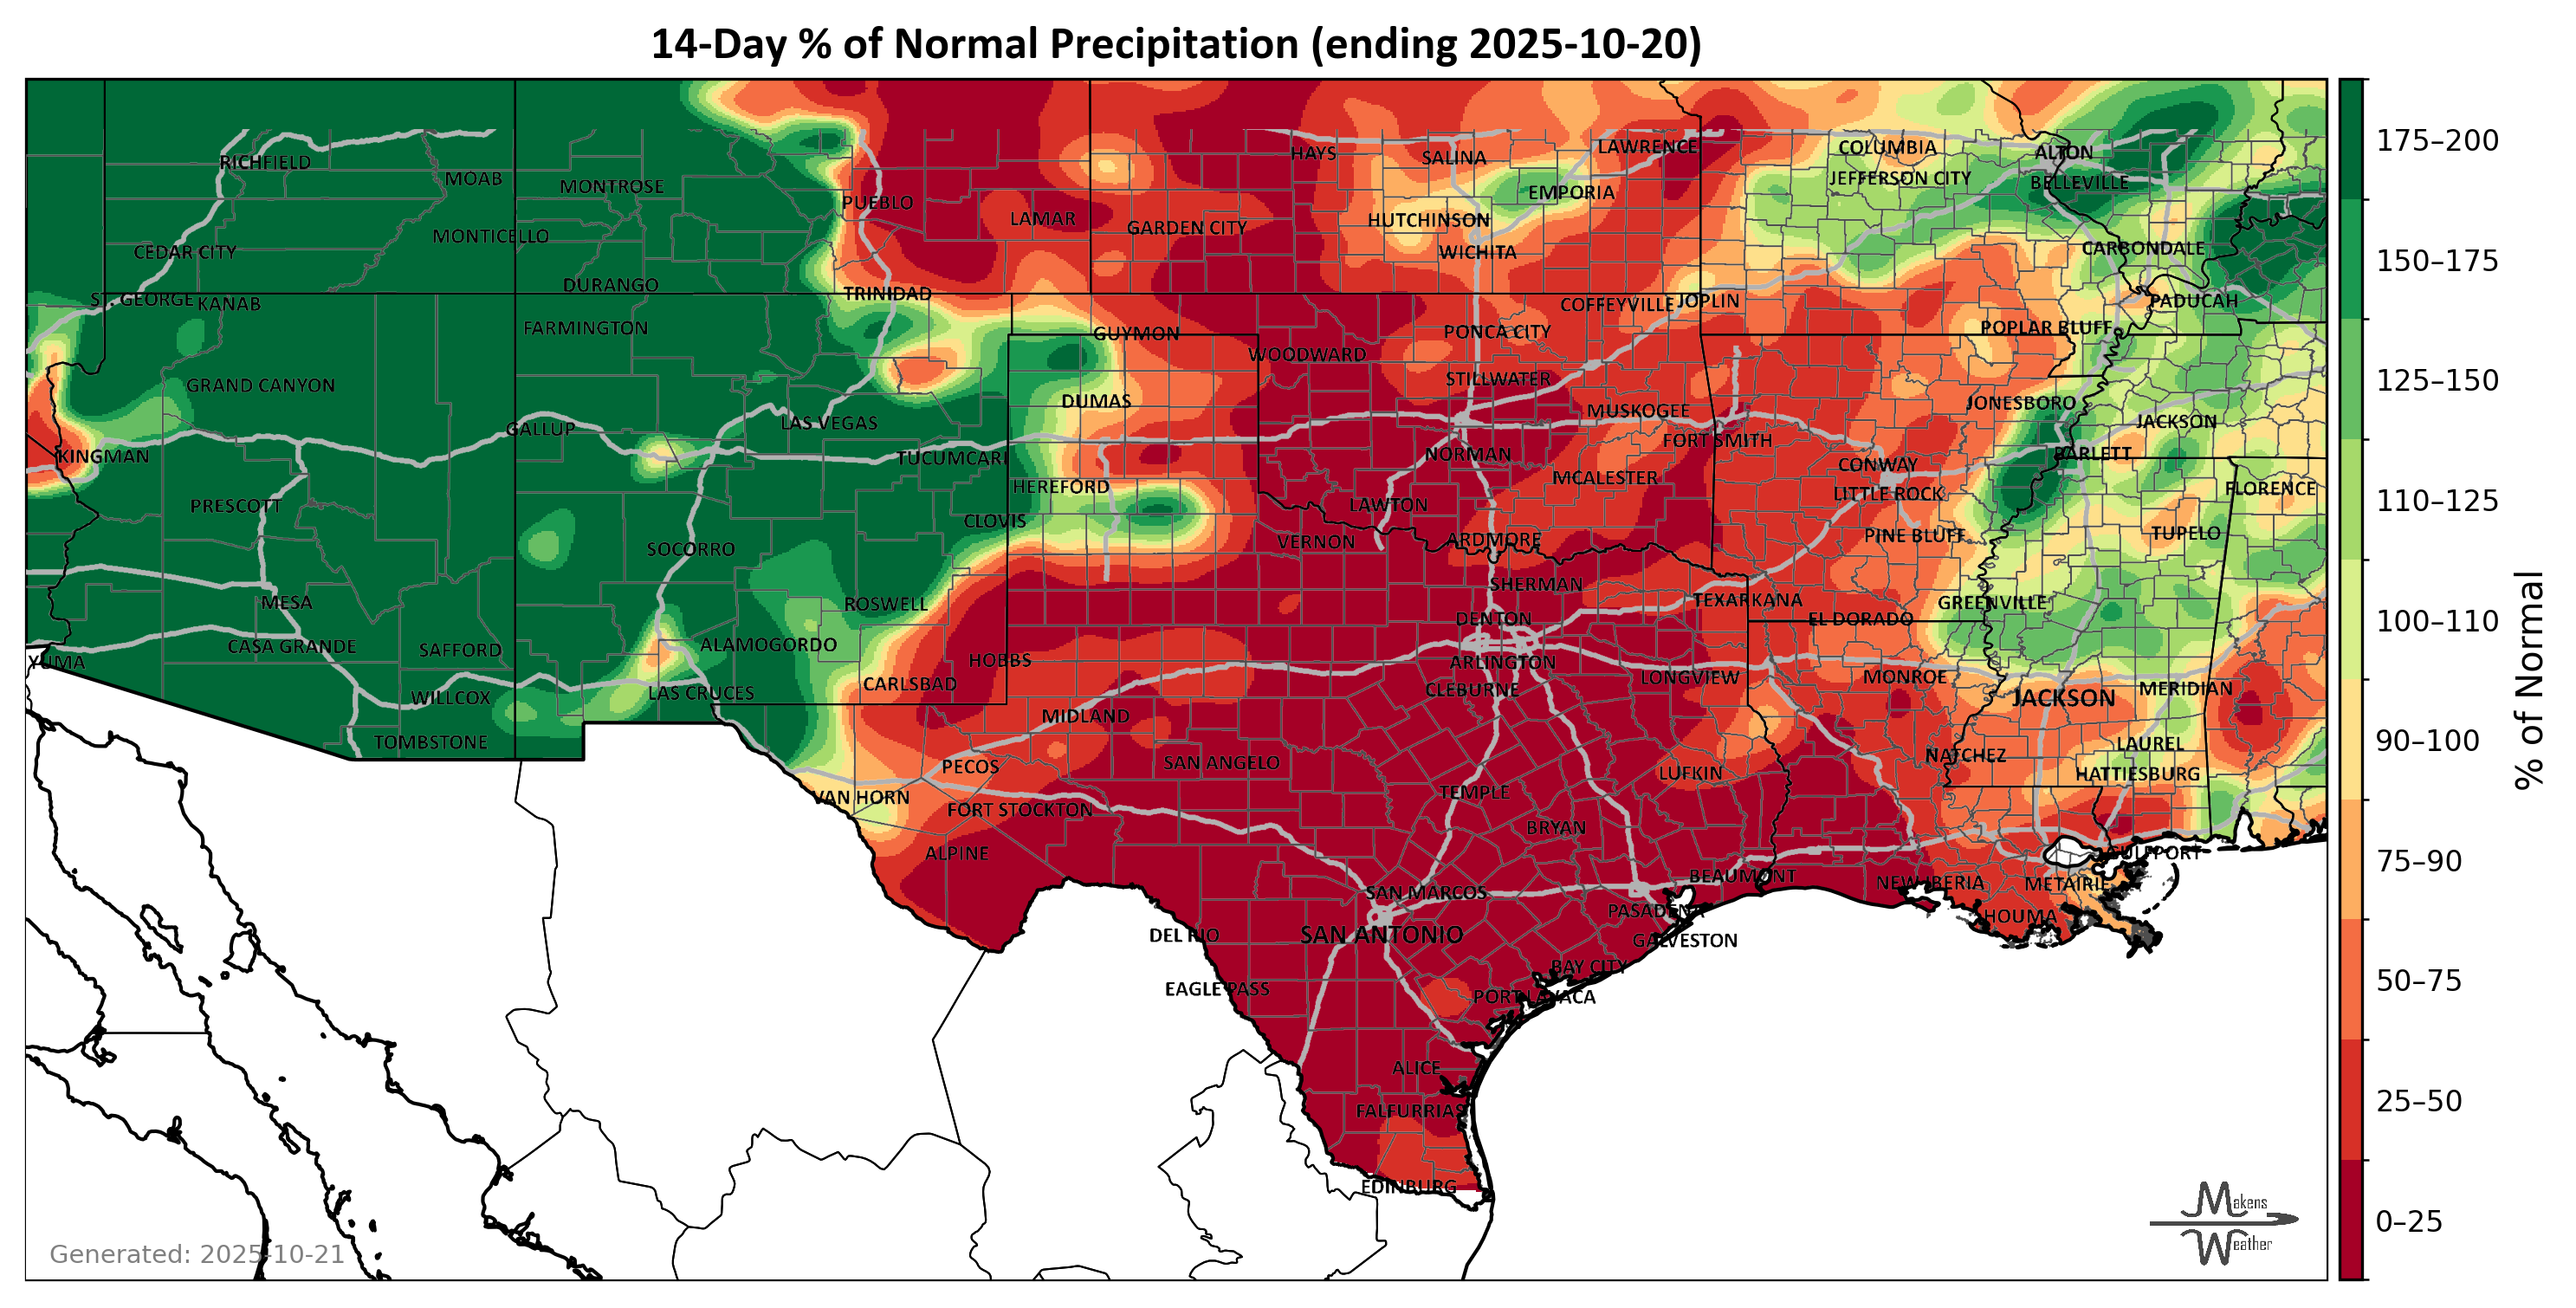 14-Day % of Normal Precipitation (ending 2025-10-20)
RICHFIELD
MOAB
MONTROSE
PUEBLO
LAMAR
HAYS
SALINA
LAWRENCE
COLUMBIA
ALTON
JEFFERSON CITY
BELLEVILLE
EMPORIA
HUTCHINSON
GARDEN CITY
WICHITA
MONTICELLO
CEDAR CITY
CARBONDALE
DURANGO
TRINIDAD
ST. GEORGE
KANAB
COFFEYVILLE
JOPLIN
PADUCAH
FARMINGTON
GUYMON
PONCA CITY
POPLAR BLUFF
WOODWARD
GRAND CANYON
STILLWATER
DUMAS
JONESBORO
MUSKOGEE
JACKSON
LAS VEGAS
GALLUP
FORT SMITH
KINGMAN
TUCUMCARI
NORMAN
BARLETT
CONWAY
MCALESTER
HEREFORD
LITTLE ROCK
FLORENCE
PRESCOTT
LAWTON
CLOVIS
TUPELO
PINE BLUFF
VERNON
ARDMORE
SOCORRO
SHERMAN
MESA
ROSWELL
TEXARKANA
GREENVILLE
DENTON
EL DORADO
CASA GRANDE
SAFFORD
ALAMOGORDO
YUMA
HOBBS
ARLINGTON
LONGVIEW
MONROE
CARLSBAD
CLEBURNE
LAS CRUCES
WILLCOX
JACKSON
MERIDIAN
MIDLAND
TOMBSTONE
LAUREL
NATCHEZ
PECOS
SAN ANGELO
LUFKIN
HATTIESBURG
VAN HORN
TEMPLE
FORT STOCKTON
BRYAN
ALPINE
GULFPORT
BEAUMONT
NEW IBERIA
METAIRIE
SAN MARCOS
PASADENA
HOUMA
DEL RIO
SAN ANTONIO
GALVESTON
BAY CITY
EAGLE PASS
PORT LAVACA
ALICE
FALFURRIAS
EDINBURG
Generated: 2025-10-21
Makens
Weather
175–200
150–175
125–150
110–125
100–110
90–100
75–90
50–75
25–50
0–25
% of Normal